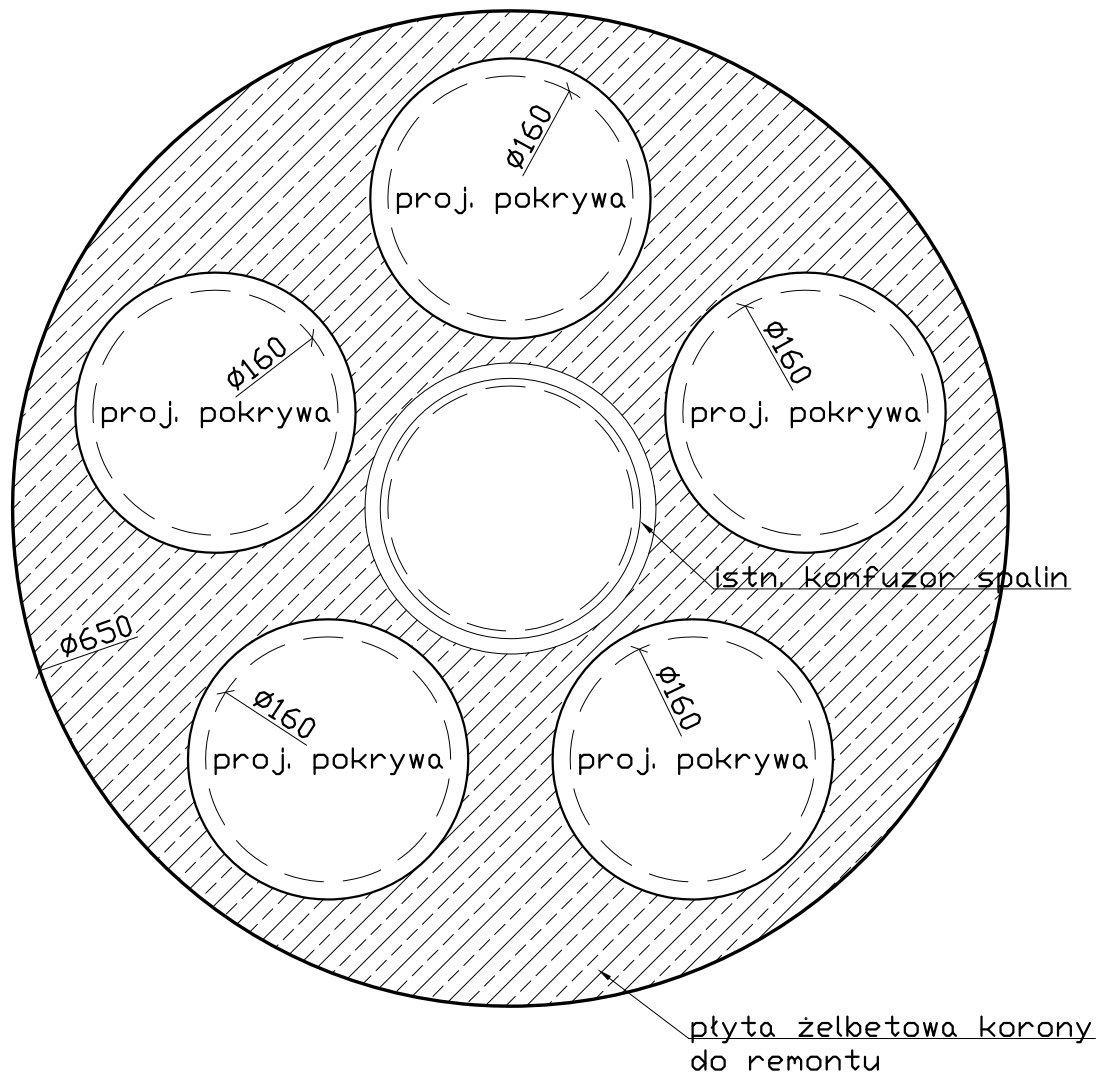 Ø160
proj. pokrywa
Ø160
proj. pokrywa
Ø160
proj. pokrywa
istn. konfuzor spalin
Ø650
Ø160
proj. pokrywa
Ø160
proj. pokrywa
płyta żelbetowa korony
do remontu